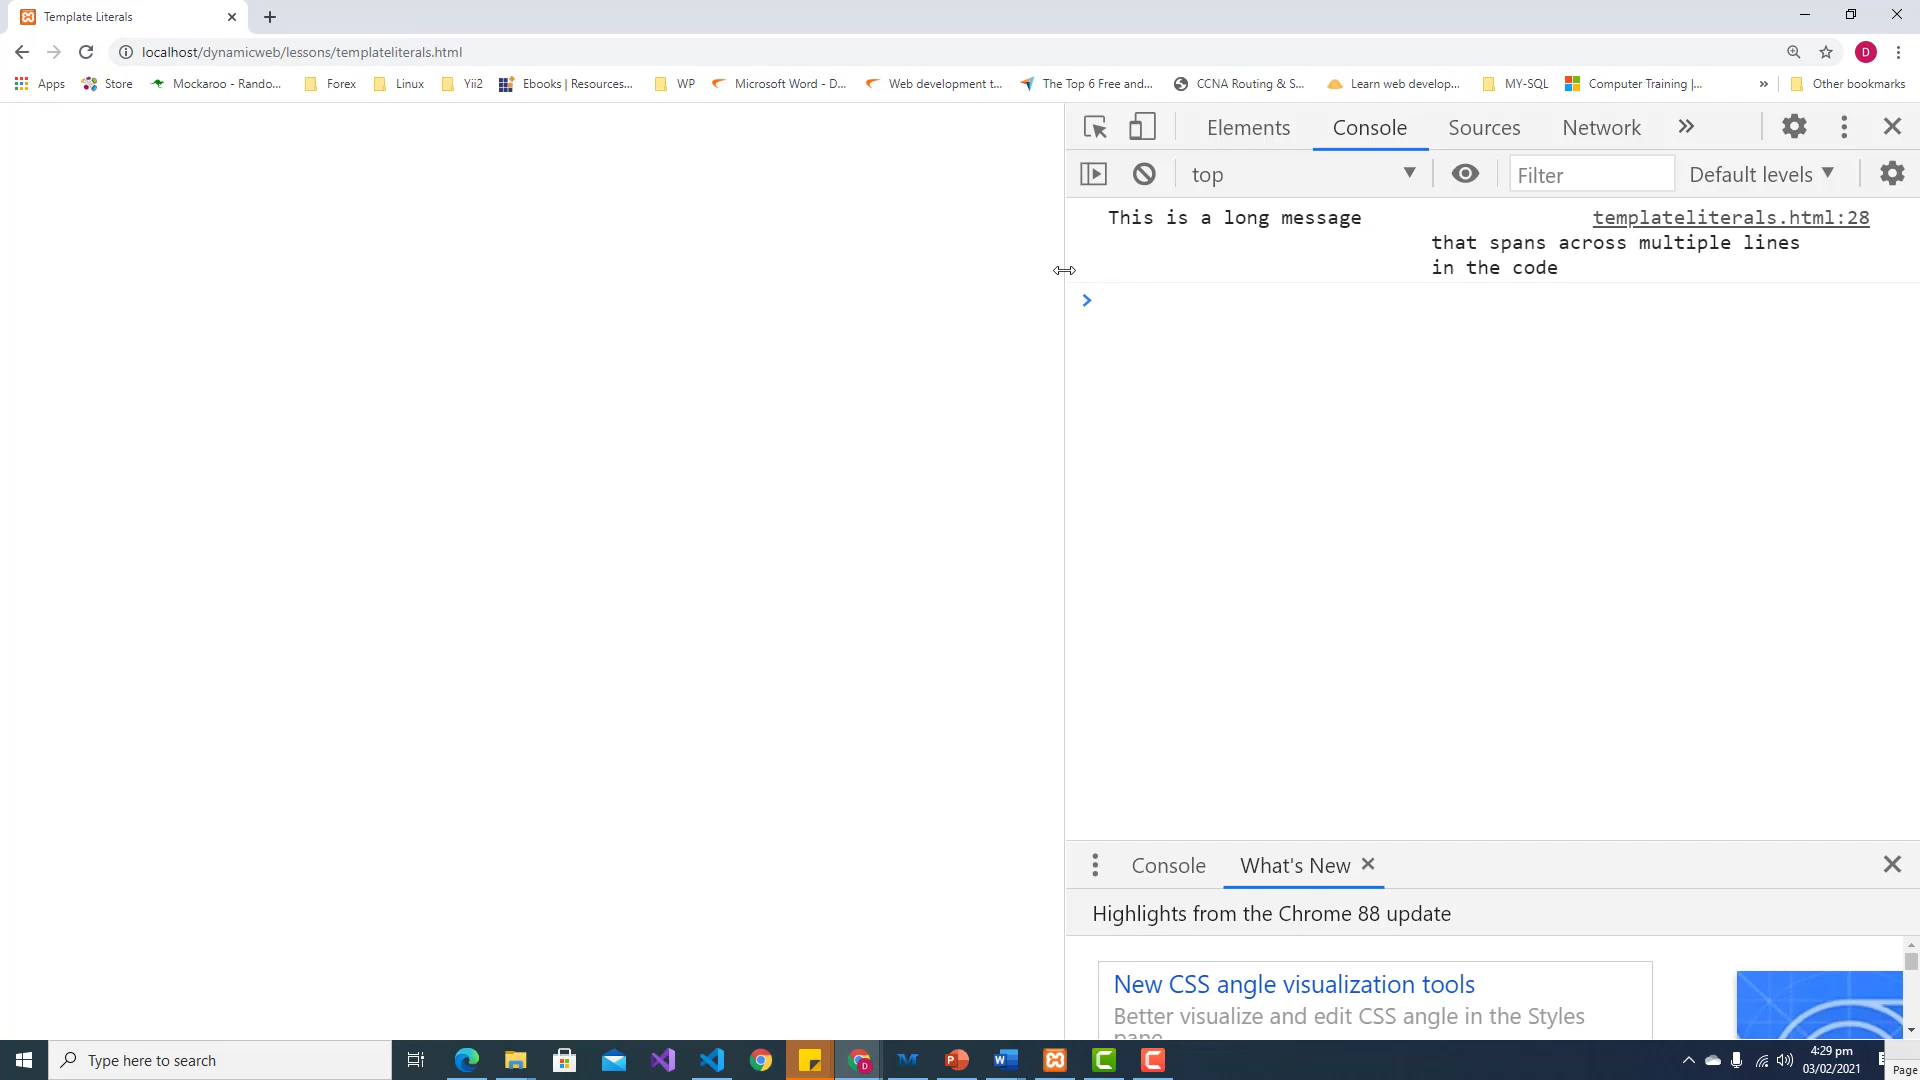 Template Literals
localhost/dynamicweb/lessons/templateliterals.html
D
Apps Store Mockaroo - Rando... Forex Linux Yii2 Ebooks | Resources... WP Microsoft Word - D... Web development t... The Top 6 Free and... CCNA Routing & S... Learn web develop... MY-SQL Computer Training |... » Other bookmarks
Elements Console Sources Network
top Filter Default levels
This is a long message templateliterals.html:28
that spans across multiple lines
in the code
Console What's New
Highlights from the Chrome 88 update
New CSS angle visualization tools
Better visualize and edit CSS angle in the Styles
pane
Type here to search
4:29 pm
03/02/2021
Page